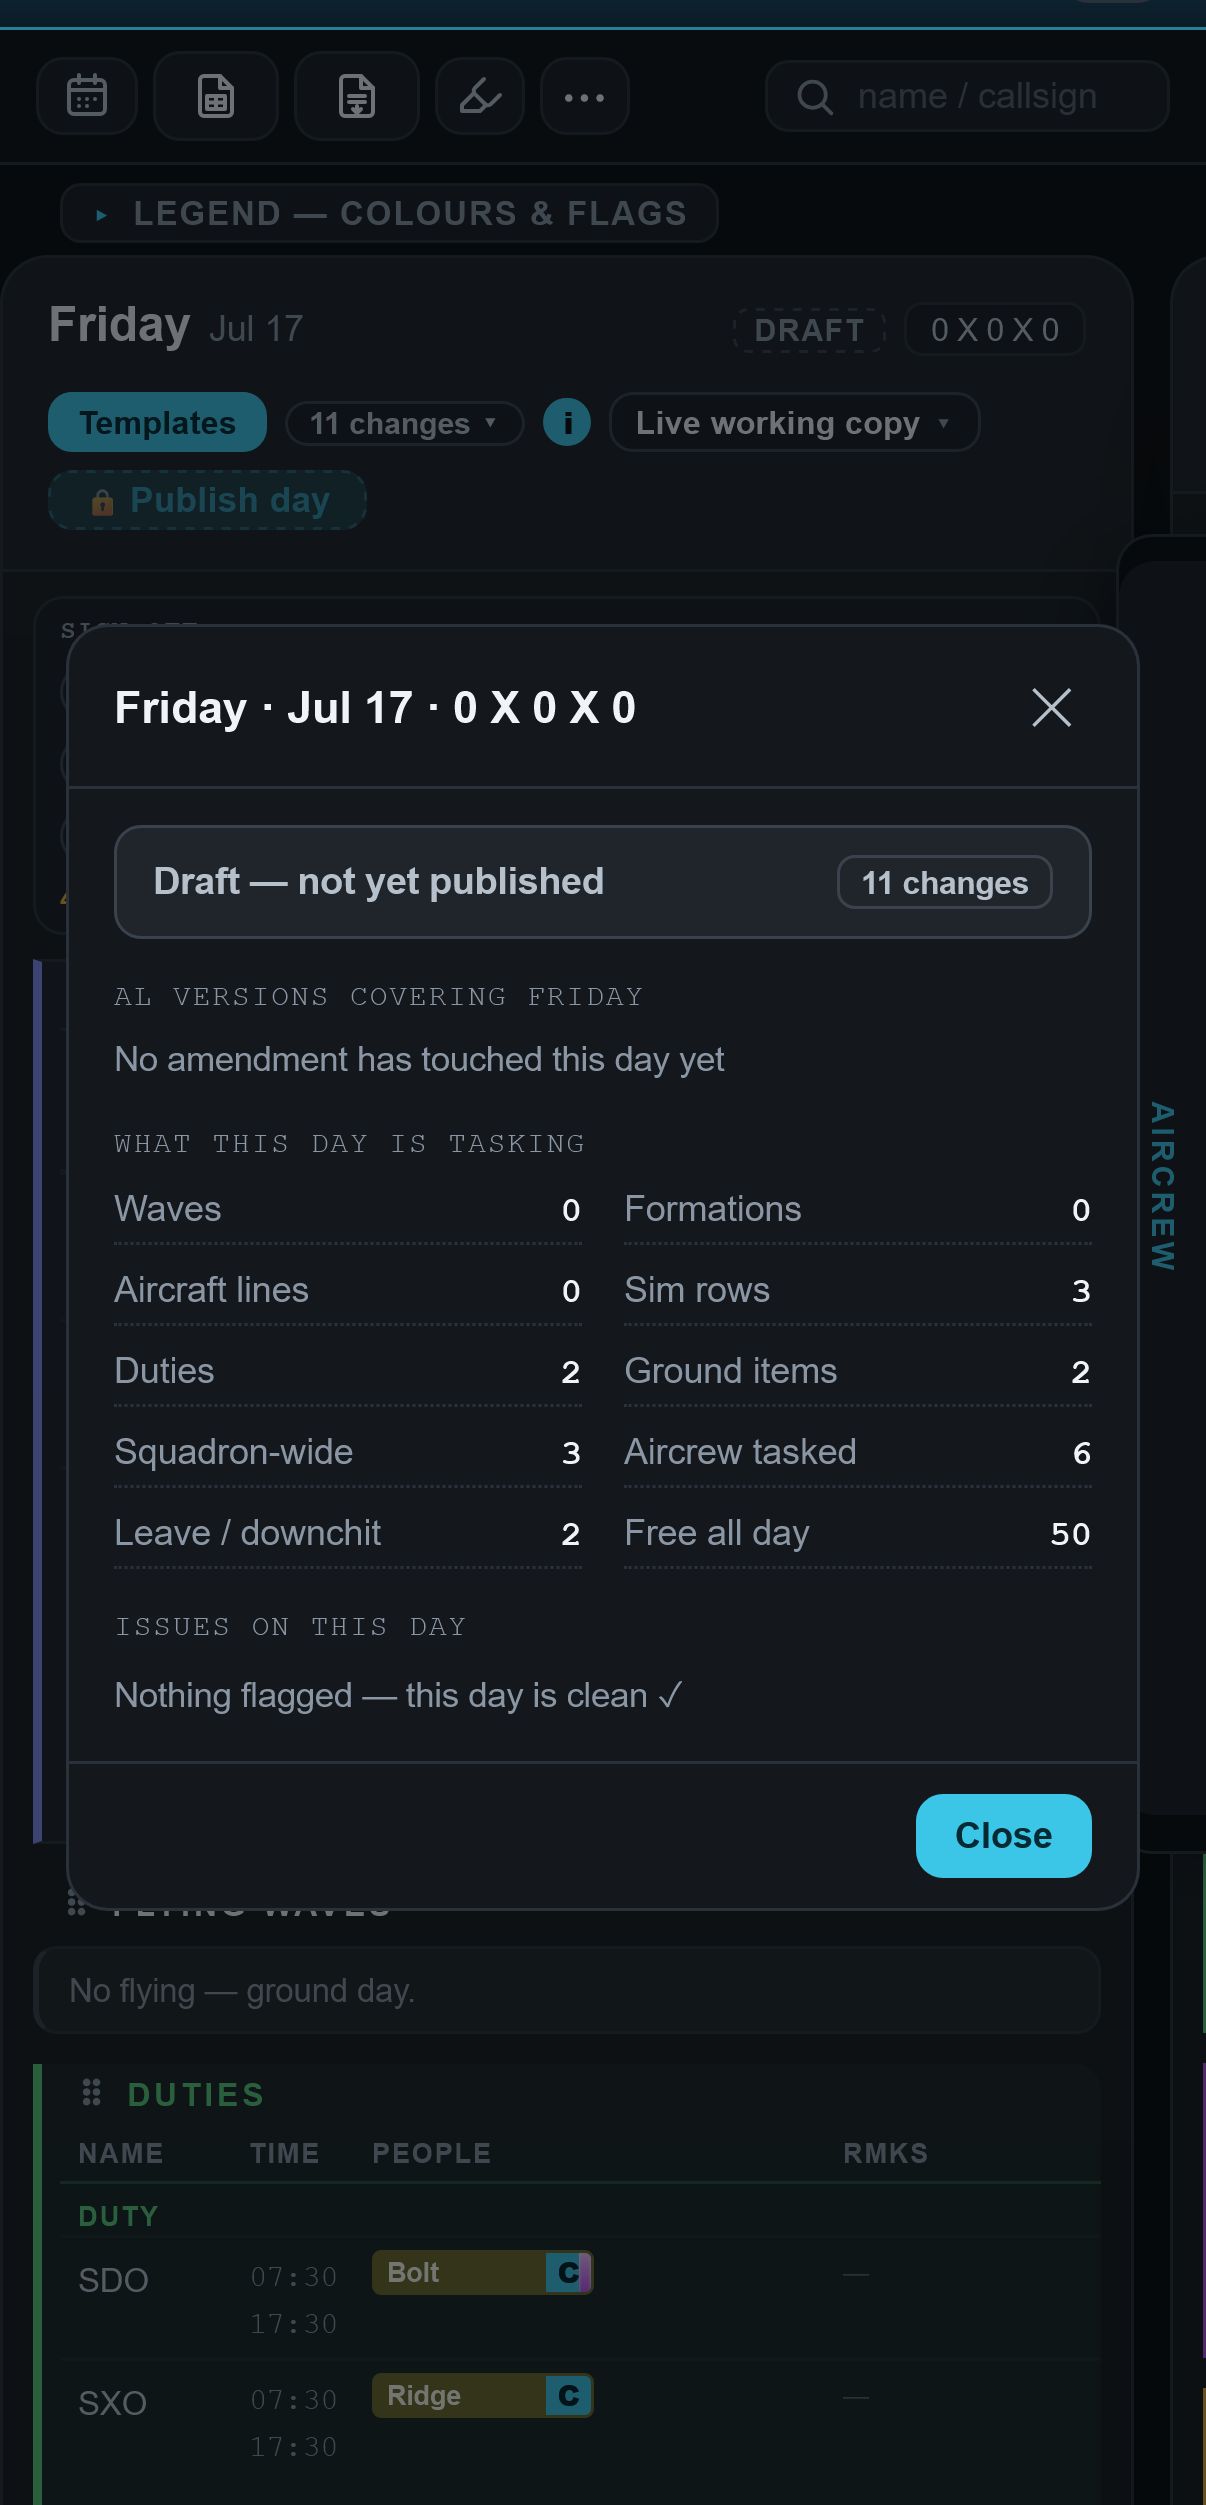 name / callsign
LEGEND — COLOURS & FLAGS
Friday Jul 17
DRAFT
0 X 0 X 0
Templates
11 changes ▾
i
Live working copy ▾
Publish day
Friday · Jul 17 · 0 X 0 X 0
Draft — not yet published
11 changes
AL VERSIONS COVERING FRIDAY
No amendment has touched this day yet
WHAT THIS DAY IS TASKING
Waves 0
Formations 0
Aircraft lines 0
Sim rows 3
Duties 2
Ground items 2
Squadron-wide 3
Aircrew tasked 6
Leave / downchit 2
Free all day 50
ISSUES ON THIS DAY
Nothing flagged — this day is clean ✓
Close
AIRCREW
FLYING WAVES
No flying — ground day.
DUTIES
NAME TIME PEOPLE RMKS
DUTY
SDO 07:30 Bolt C —
17:30
SXO 07:30 Ridge C —
17:30